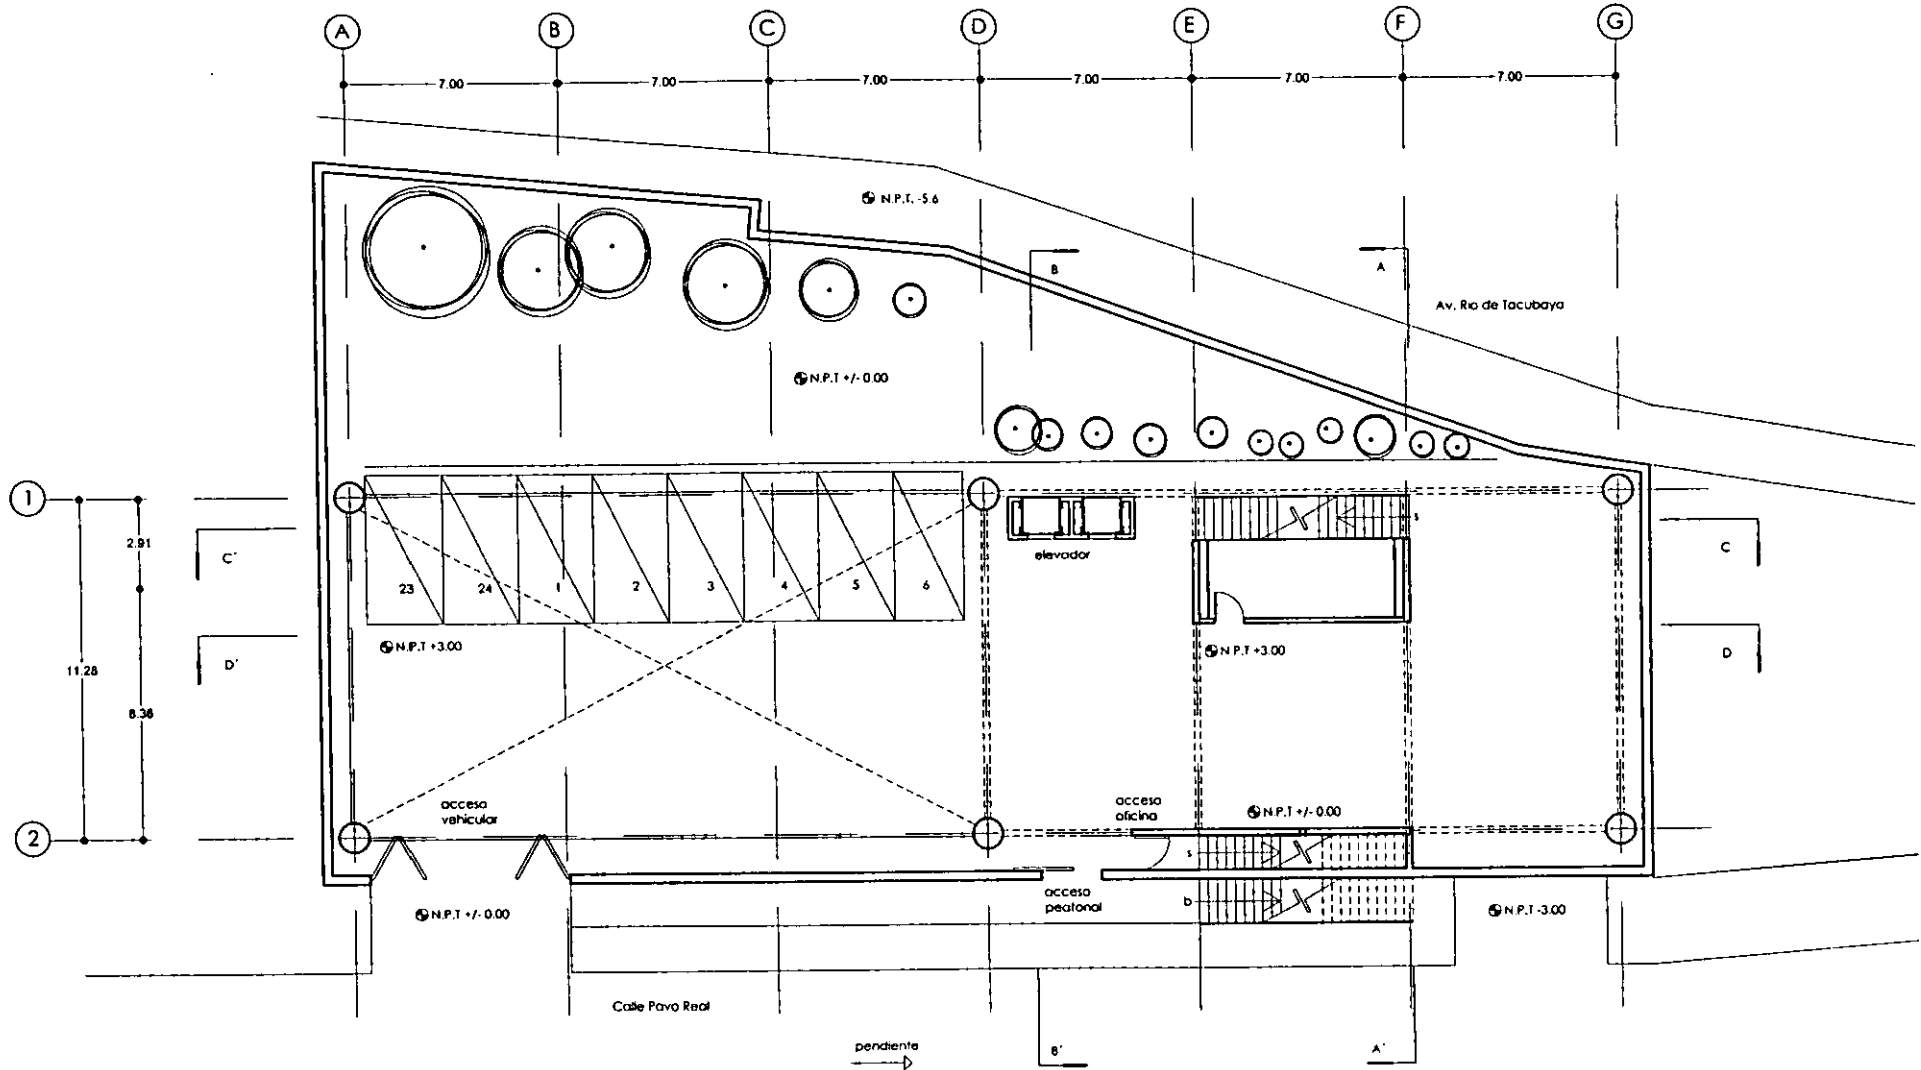 A B C D E F G
7.00 7.00 7.00 7.00 7.00 7.00
N.P.T. -5.6
B A
Av. Rio de Tacubaya
N.P.T +/- 0.00
1
2.91
C´ C
s
elevador
23 24 1 2 3 4 5 6
N.P.T +3.00 N.P.T +3.00
D´ D
11.28
8.38
acceso
vehicular
acceso
oficina
N.P.T +/- 0.00
2
s
acceso
peatonal
b
N.P.T +/- 0.00
N.P.T -3.00
Calle Pavo Real
pendiente
B´ A´